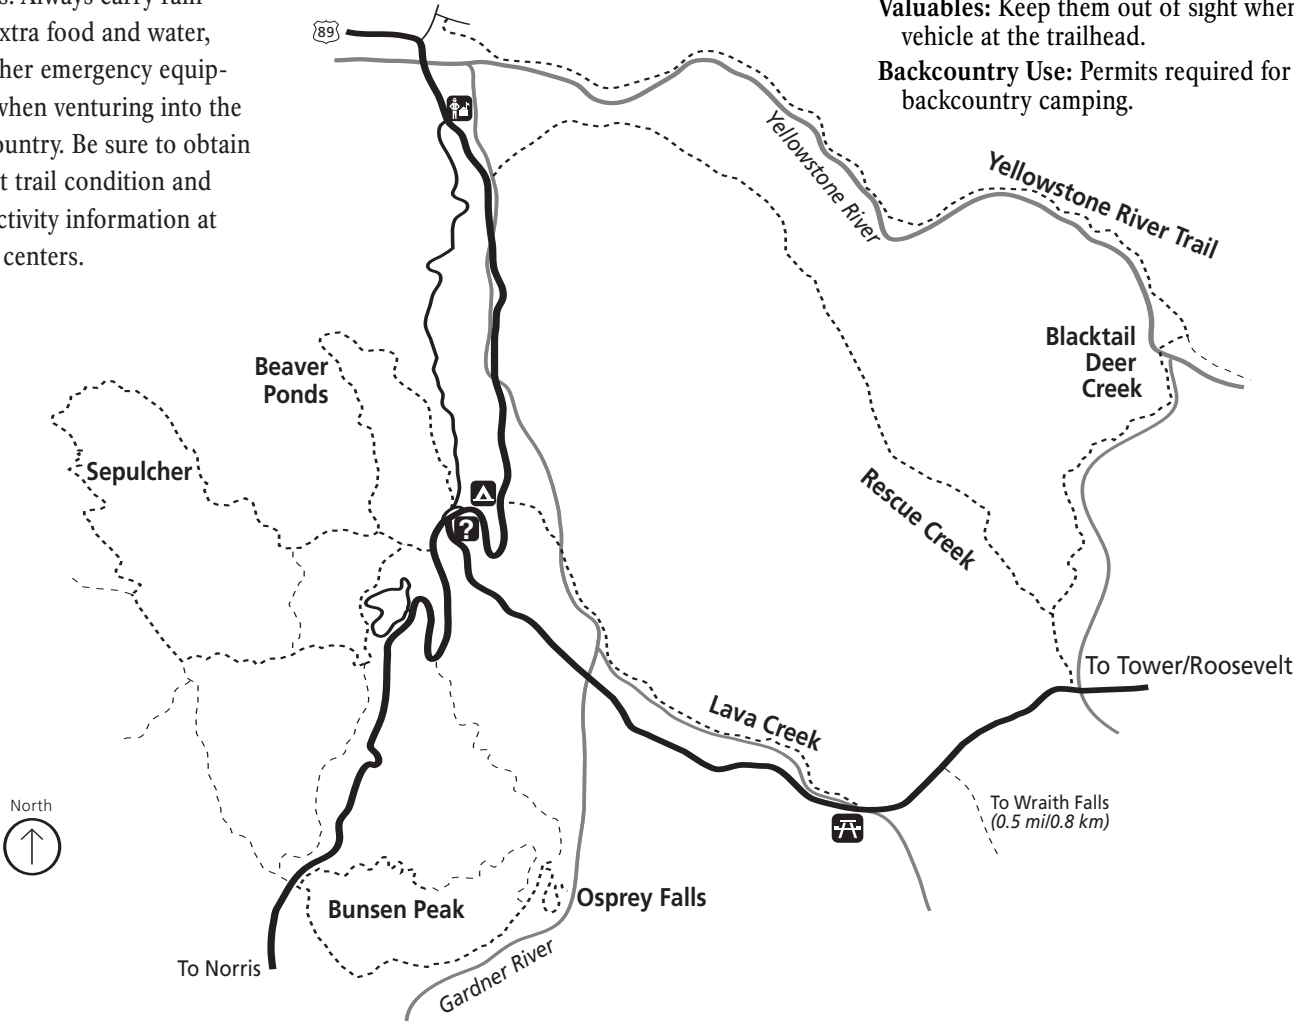 s. Always carry rain
xtra food and water,
her emergency equip-
when venturing into the
ountry. Be sure to obtain
t trail condition and
ctivity information at
centers.
Valuables: Keep them out of sight when
vehicle at the trailhead.
Backcountry Use: Permits required for
backcountry camping.
89
Yellowstone River
Yellowstone River Trail
Blacktail
Deer
Creek
Beaver
Ponds
Sepulcher
?
Rescue Creek
To Tower/Roosevelt
Lava Creek
To Wraith Falls
(0.5 mi/0.8 km)
North
Bunsen Peak
Osprey Falls
To Norris
Gardner River